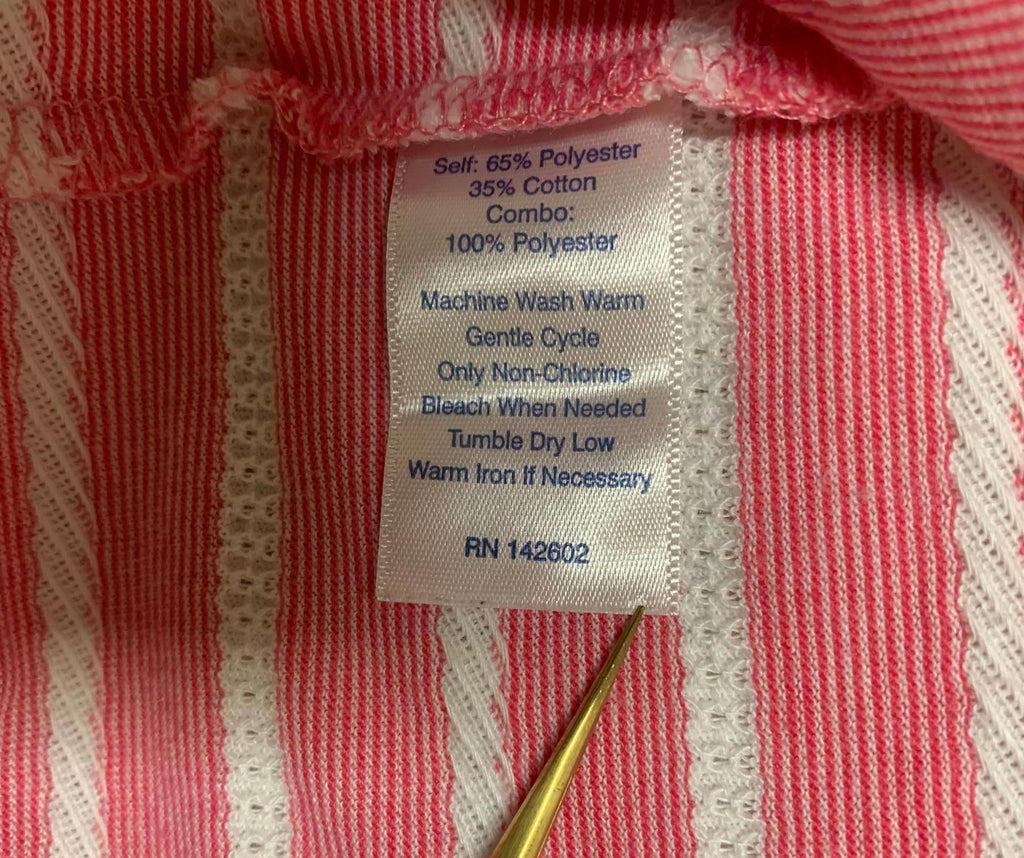 Self: 65% Polyester
35% Cotton
Combo:
100% Polyester
Machine Wash Warm
Gentle Cycle
Only Non-Chlorine
Bleach When Needed
Tumble Dry Low
Warm Iron If Necessary
RN 142602